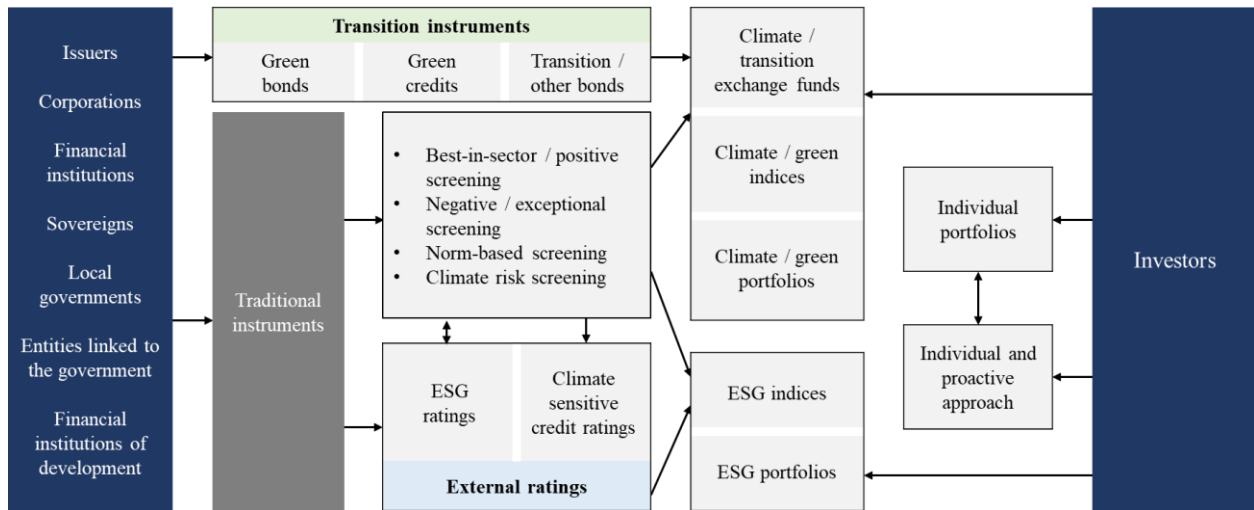 Issuers
Corporations
Financial
institutions
Sovereigns
Local
governments
Entities linked to
the government
Financial
institutions of
development
Transition instruments
Green
bonds
Green
credits
Transition /
other bonds
Traditional
instruments
• Best-in-sector / positive
screening
• Negative / exceptional
screening
• Norm-based screening
• Climate risk screening
ESG
ratings
Climate
sensitive
credit ratings
External ratings
Climate /
transition
exchange funds
Climate /
green
indices
Climate /
green
portfolios
ESG indices
ESG portfolios
Individual
portfolios
Individual and
proactive
approach
Investors